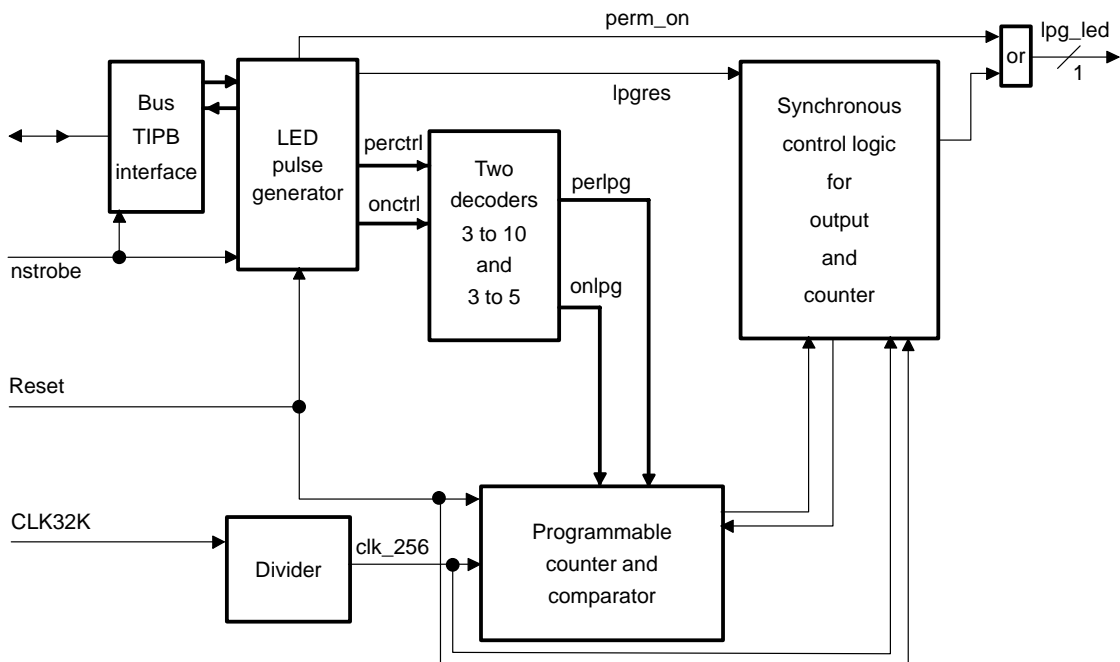 perm_on
lpg_led
or
1
Bus
TIPB
interface
LED
pulse
generator
lpgres
Synchronous
control logic
for
output
and
counter
perctrl
onctrl
Two
decoders
3 to 10
and
3 to 5
perlpg
onlpg
nstrobe
Reset
CLK32K
Divider
clk_256
Programmable
counter and
comparator